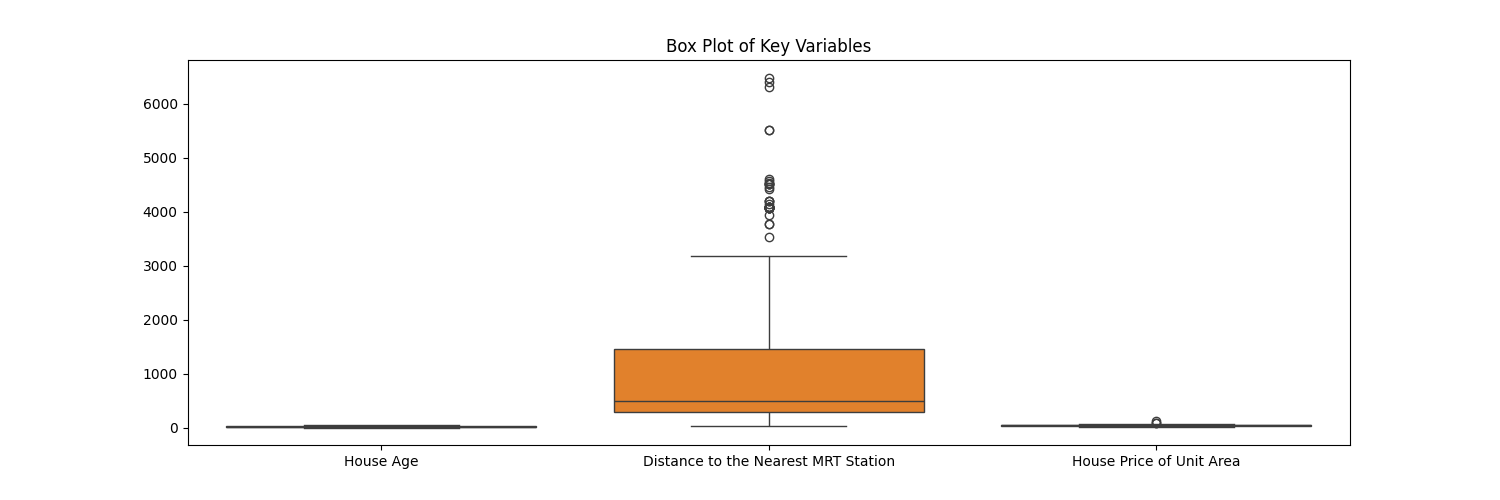 Box Plot of Key Variables
6000
5000
4000
3000
2000
1000
0
House Age
Distance to the Nearest MRT Station
House Price of Unit Area